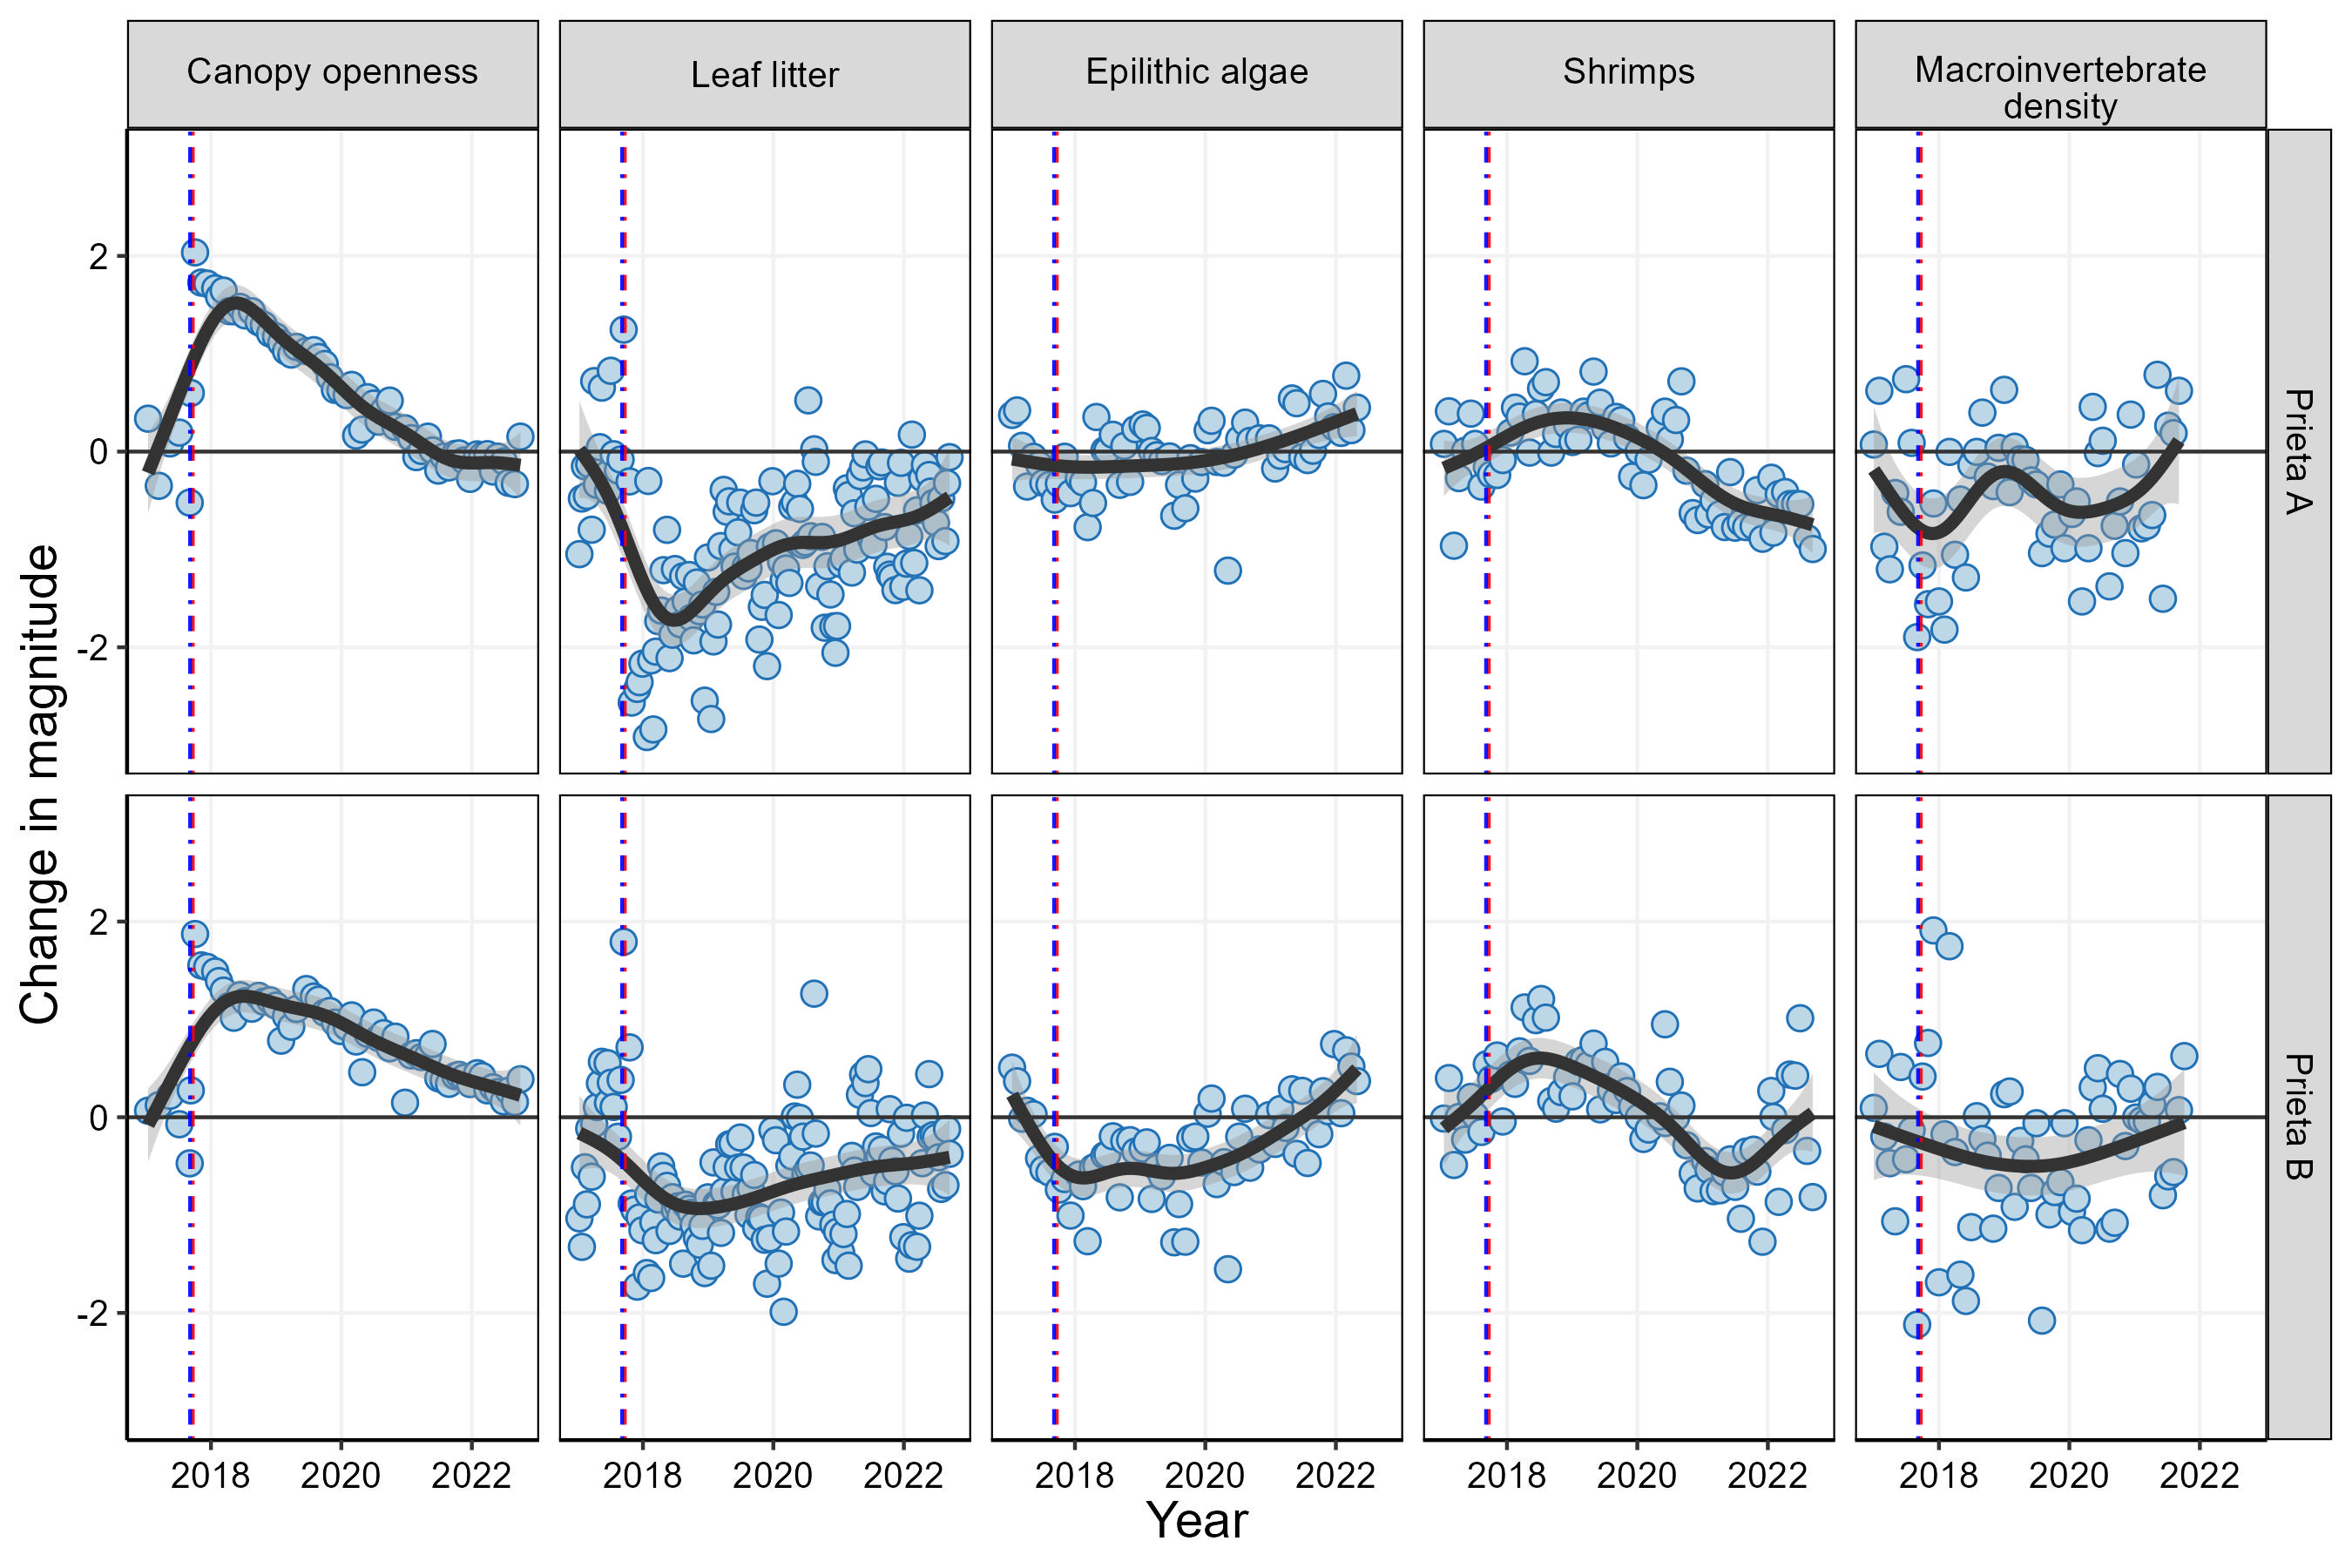 Canopy openness
Leaf litter
Epilithic algae
Shrimps
Macroinvertebrate
density
Change in magnitude
2
0
-2
Prieta A
2
0
-2
Prieta B
2018 2020 2022
2018 2020 2022
2018 2020 2022
2018 2020 2022
2018 2020 2022
Year